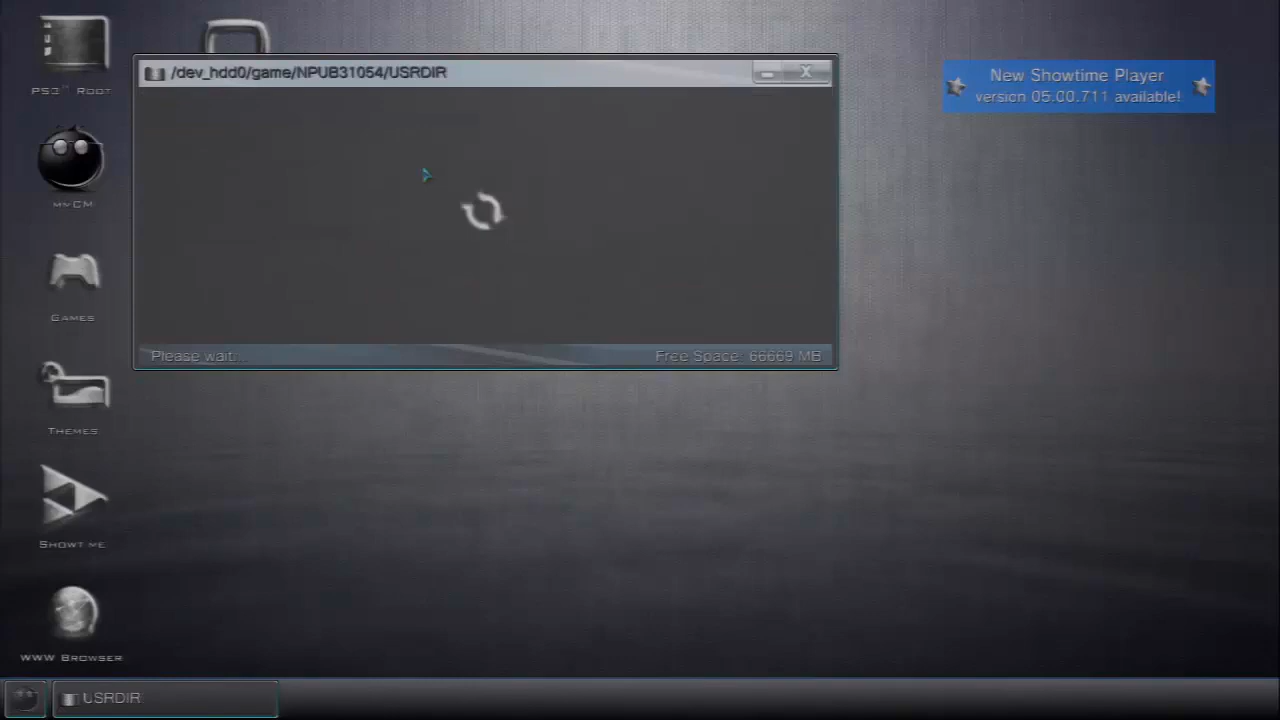 PS3™ Root
/dev_hdd0/game/NPUB31054/USRDIR
X
New Showtime Player
version 05.00.711 available!
mmCM
Games
Please wait...
Free Space: 66669 MB
Themes
Showtime
WWW Browser
USRDIR